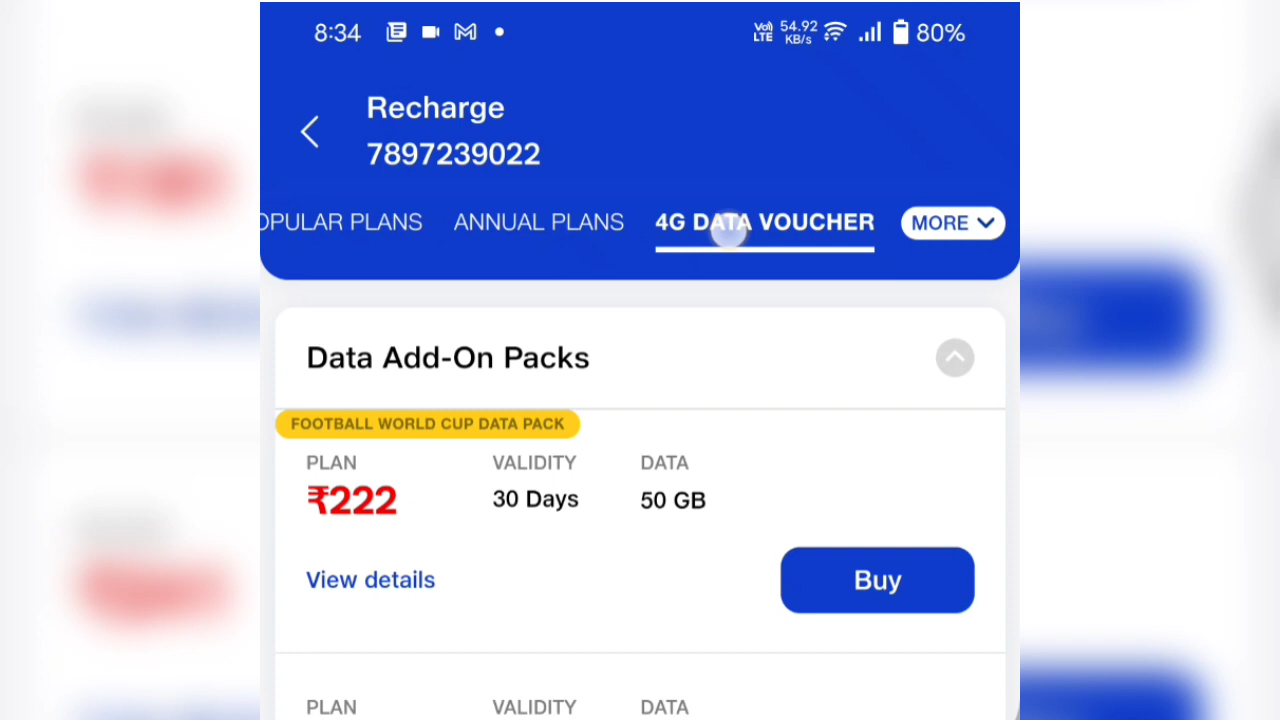 8:34 Vo) LTE 54.92 KB/s 80%
Recharge
7897239022
OPULAR PLANS ANNUAL PLANS 4G DATA VOUCHER MORE
Data Add-On Packs
FOOTBALL WORLD CUP DATA PACK
PLAN VALIDITY DATA
₹222 30 Days 50 GB
View details Buy
PLAN VALIDITY DATA